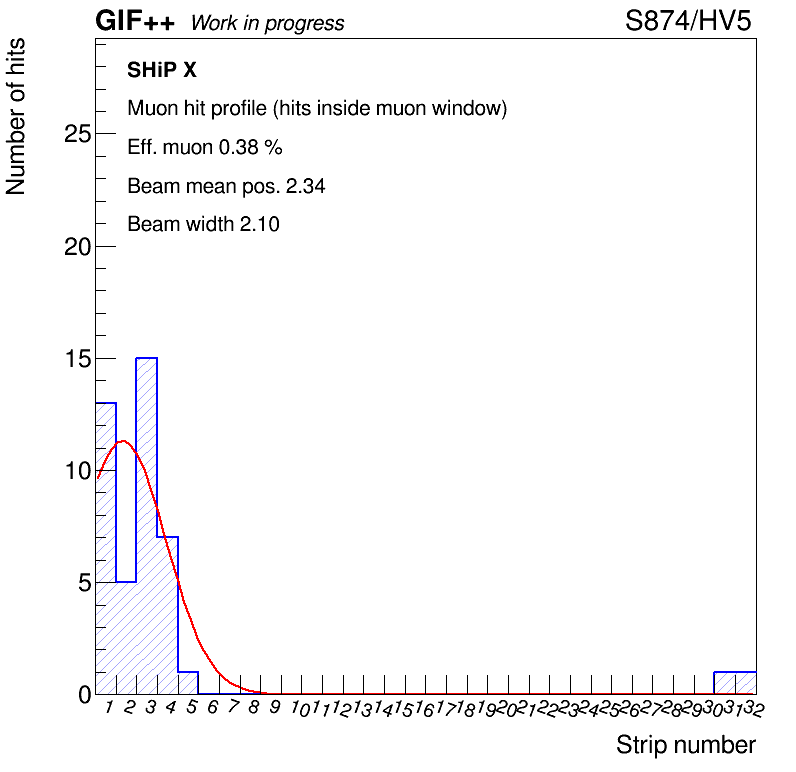 GIF++ Work in progress S874/HV5
Number of hits
SHiP X
Muon hit profile (hits inside muon window)
Eff. muon 0.38 %
Beam mean pos. 2.34
Beam width 2.10
25
20
15
10
5
0
1 2 3 4 5 6 7 8 9 10 11 12 13 14 15 16 17 18 19 20 21 22 23 24 25 26 27 28 29 30 31 32
Strip number